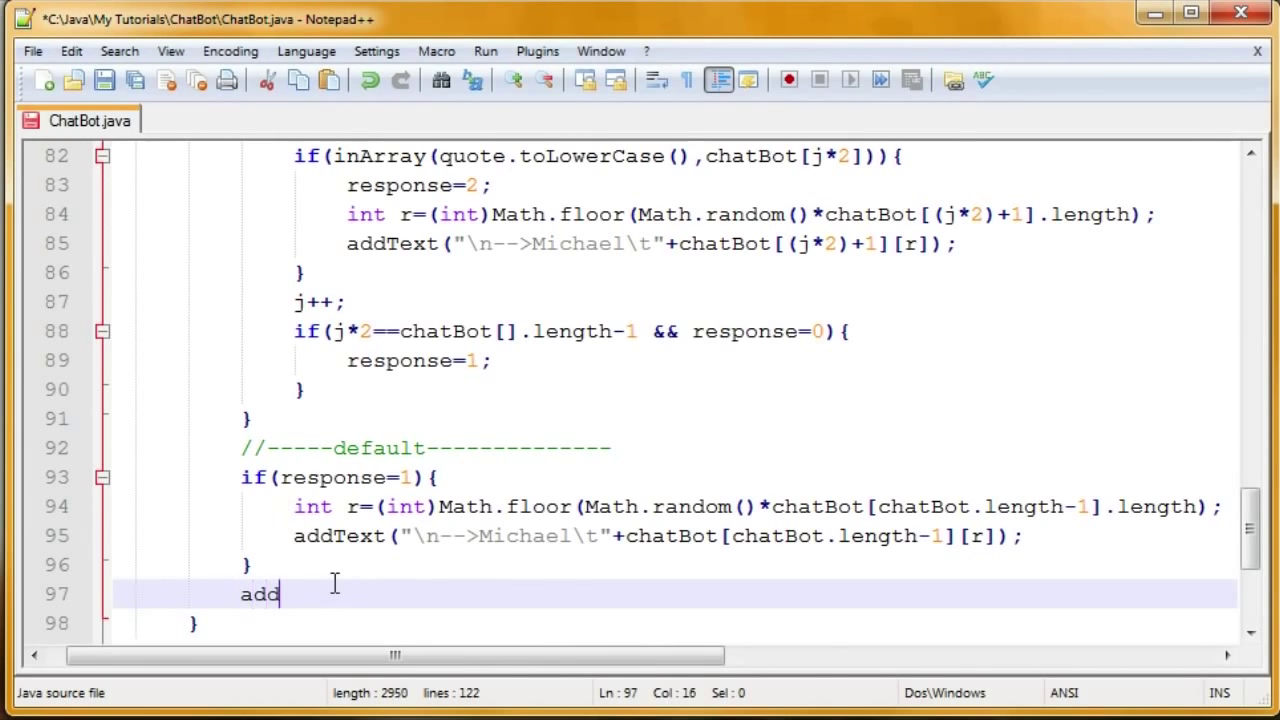 *C:\Java\My Tutorials\ChatBot\ChatBot.java - Notepad++
File Edit Search View Encoding Language Settings Macro Run Plugins Window ? X
ChatBot.java
82 if(inArray(quote.toLowerCase(),chatBot[j*2])){
83 response=2;
84 int r=(int)Math.floor(Math.random()*chatBot[(j*2)+1].length);
85 addText("\n-->Michael\t"+chatBot[(j*2)+1][r]);
86 }
87 j++;
88 if(j*2==chatBot[].length-1 && response=0){
89 response=1;
90 }
91 }
92 //-----default--------------
93 if(response=1){
94 int r=(int)Math.floor(Math.random()*chatBot[chatBot.length-1].length);
95 addText("\n-->Michael\t"+chatBot[chatBot.length-1][r]);
96 }
97 add
98 }
Java source file length : 2950 lines : 122 Ln : 97 Col : 16 Sel : 0 Dos\Windows ANSI INS